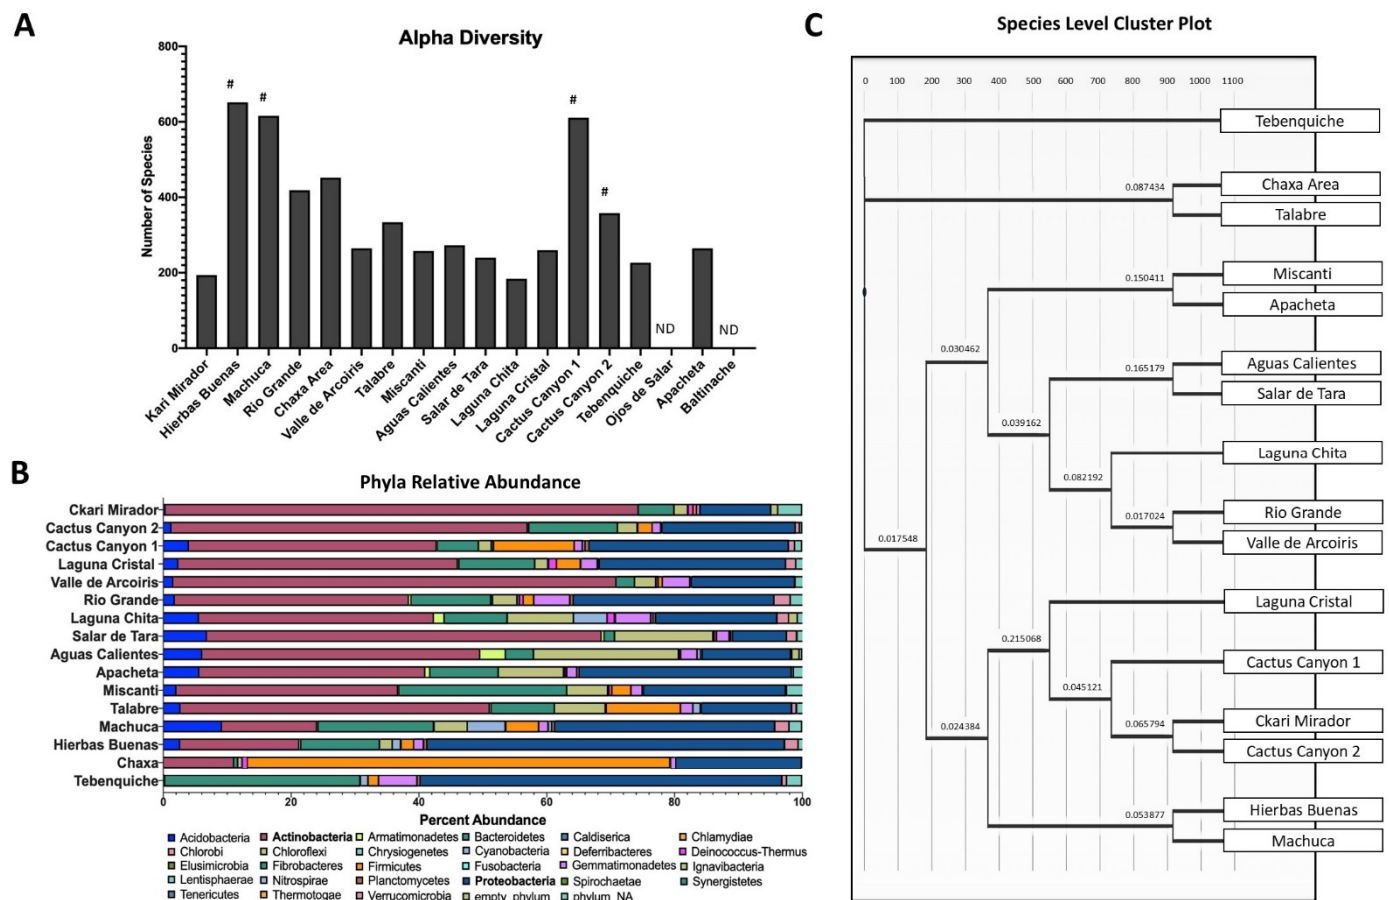 A
Alpha Diversity
800
600
400
200
0
Number of Species
#
#
#
#
ND
ND
Kari Mirador
Hierbas Buenas
Machuca
Rio Grande
Chaxa Area
Valle de Arcoiris
Talabre
Miscanti
Aguas Calientes
Salar de Tara
Laguna Chita
Laguna Cristal
Cactus Canyon 1
Cactus Canyon 2
Tebenquiche
Ojos de Salar
Apacheta
Baltinache
B
Phyla Relative Abundance
Ckari Mirador
Cactus Canyon 2
Cactus Canyon 1
Laguna Cristal
Valle de Arcoiris
Rio Grande
Laguna Chita
Salar de Tara
Aguas Calientes
Apacheta
Miscanti
Talabre
Machuca
Hierbas Buenas
Chaxa
Tebenquiche
0 20 40 60 80 100
Percent Abundance
Acidobacteria Actinobacteria Armatimonadetes Bacteroidetes Caldiserica Chlamydiae
Chlorobi Chloroflexi Chrysiogenetes Cyanobacteria Deferribacteres Deinococcus-Thermus
Elusimicrobia Fibrobacteres Firmicutes Fusobacteria Gemmatimonadetes Ignavibacteria
Lentisphaerae Nitrospirae Planctomycetes Proteobacteria Spirochaetae Synergistetes
Tenericutes Thermotogae Verrucomicrobia empty_phylum phylum_NA
C
Species Level Cluster Plot
0 100 200 300 400 500 600 700 800 900 1000 1100
Tebenquiche
0.087434
Chaxa Area
Talabre
0.150411
Miscanti
Apacheta
0.030462
0.165179
Aguas Calientes
Salar de Tara
0.039162
Laguna Chita
0.082192
0.017024
Rio Grande
Valle de Arcoiris
0.017548
Laguna Cristal
0.215068
Cactus Canyon 1
0.045121
0.065794
Ckari Mirador
Cactus Canyon 2
0.024384
0.053877
Hierbas Buenas
Machuca